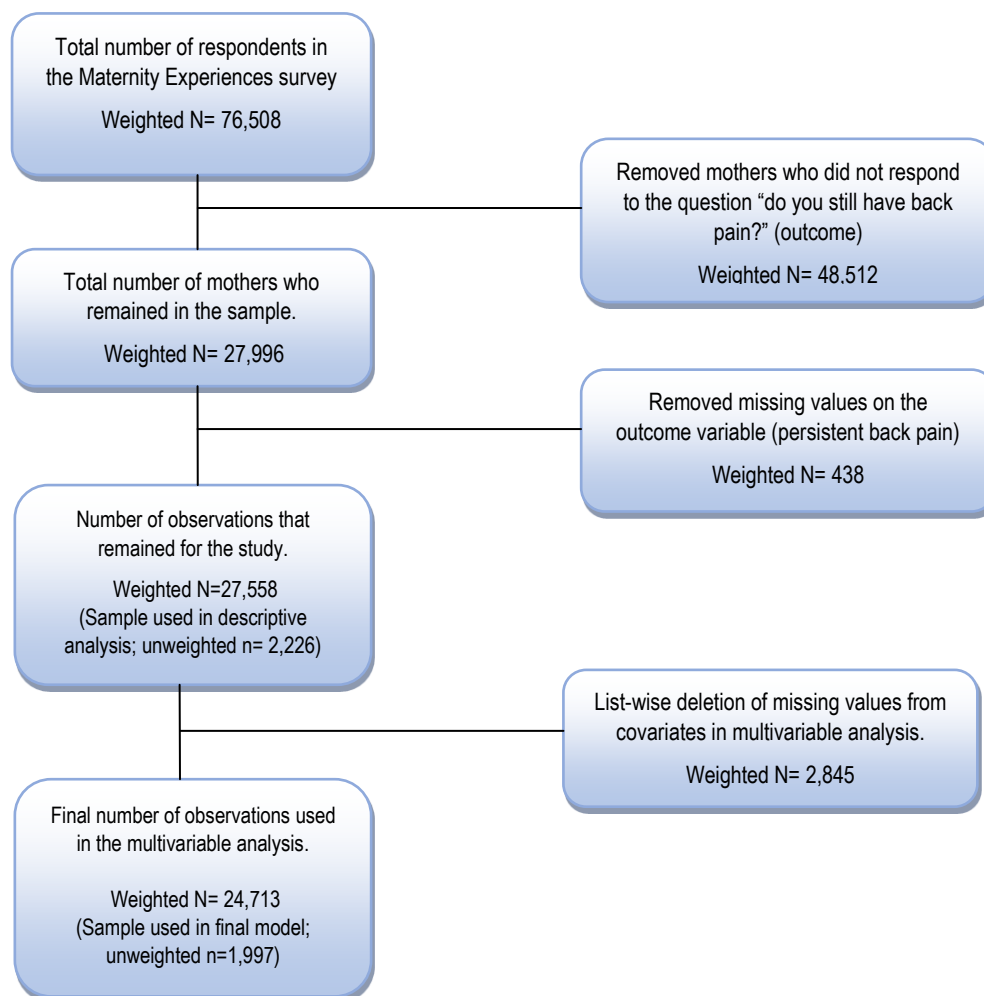 Total number of respondents in
the Maternity Experiences survey
Weighted N= 76,508
Removed mothers who did not respond
to the question “do you still have back
pain?” (outcome)
Weighted N= 48,512
Total number of mothers who
remained in the sample.
Weighted N= 27,996
Removed missing values on the
outcome variable (persistent back pain)
Weighted N= 438
Number of observations that
remained for the study.
Weighted N=27,558
(Sample used in descriptive
analysis; unweighted n= 2,226)
List-wise deletion of missing values from
covariates in multivariable analysis.
Weighted N= 2,845
Final number of observations used
in the multivariable analysis.
Weighted N= 24,713
(Sample used in final model;
unweighted n=1,997)